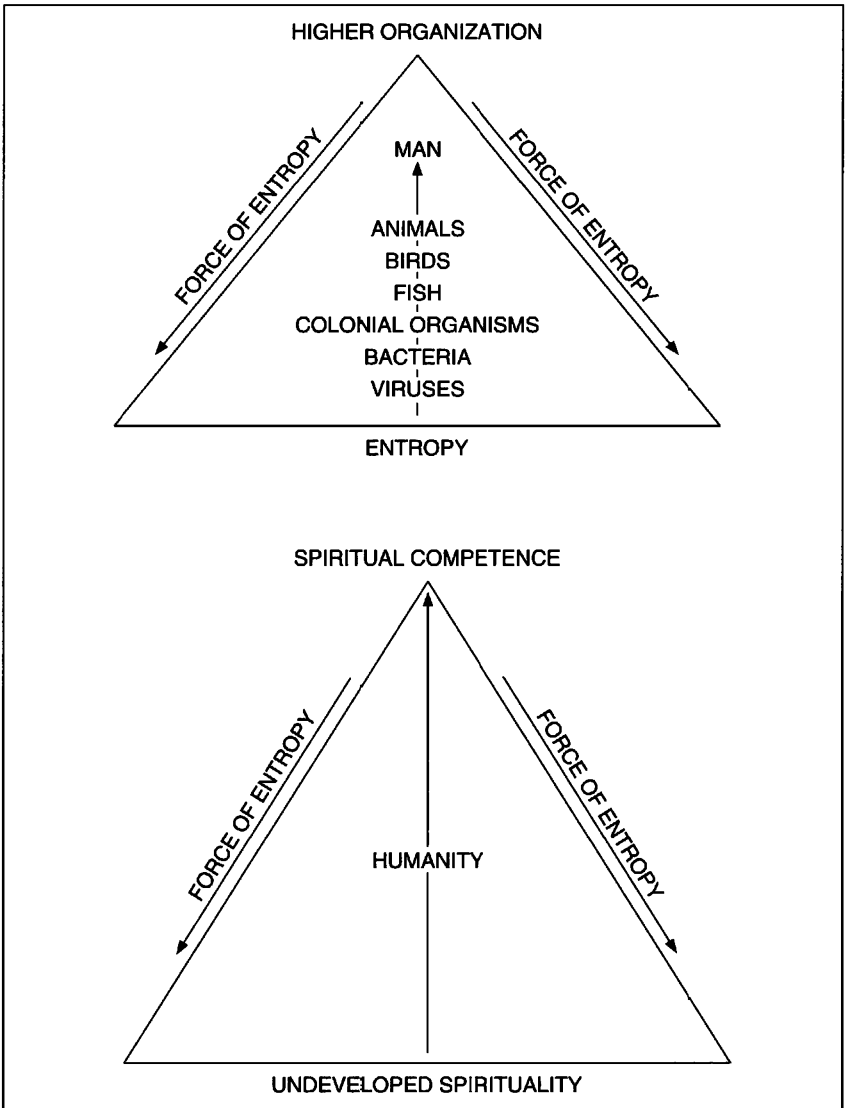 HIGHER ORGANIZATION
FORCE OF ENTROPY
FORCE OF ENTROPY
MAN
ANIMALS
BIRDS
FISH
COLONIAL ORGANISMS
BACTERIA
VIRUSES
ENTROPY
SPIRITUAL COMPETENCE
FORCE OF ENTROPY
FORCE OF ENTROPY
HUMANITY
UNDEVELOPED SPIRITUALITY